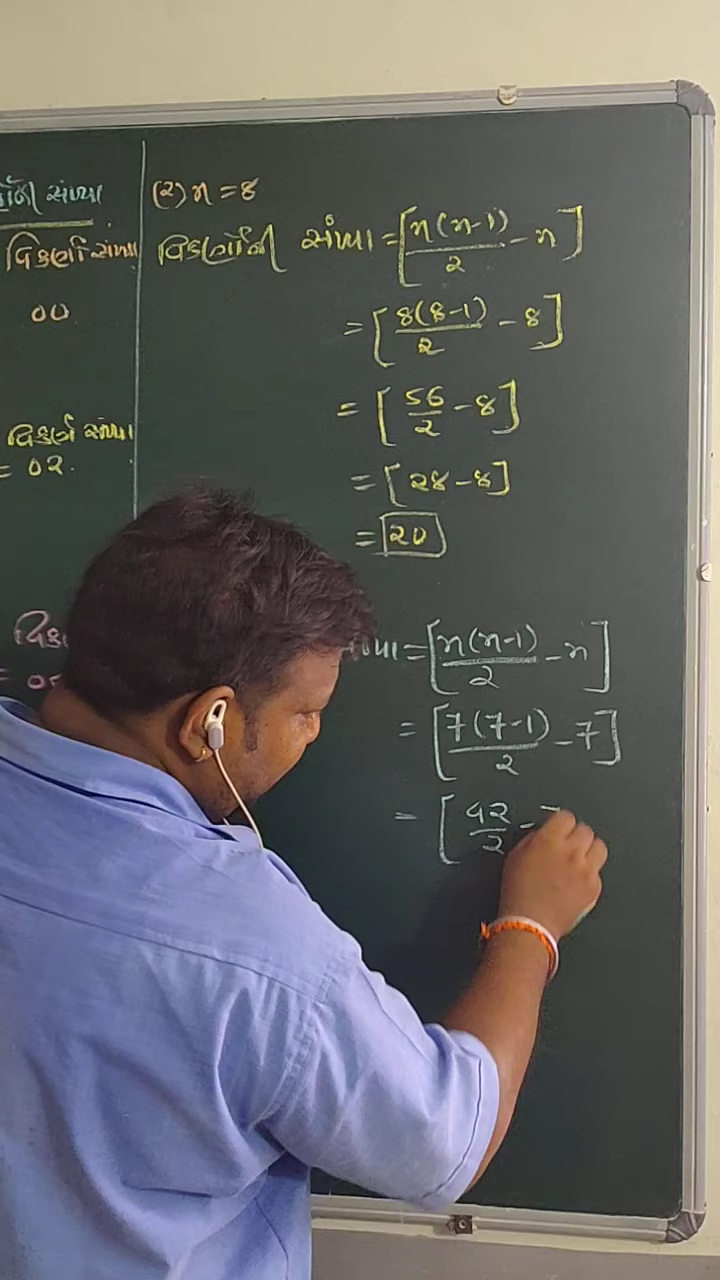 સંખ્યા
વિકર્ણ સંખ્યા
00
વિકર્ણ સંખ્યા
= 02.
(2) n = 8
વિકર્ણોની સંખ્યા = [n(n-1)/2 - n]
= [8(8-1)/2 - 8]
= [56/2 - 8]
= [28-8]
= 20
= [n(n-1)/2 - n]
= [7(7-1)/2 - 7]
= [42/2 -